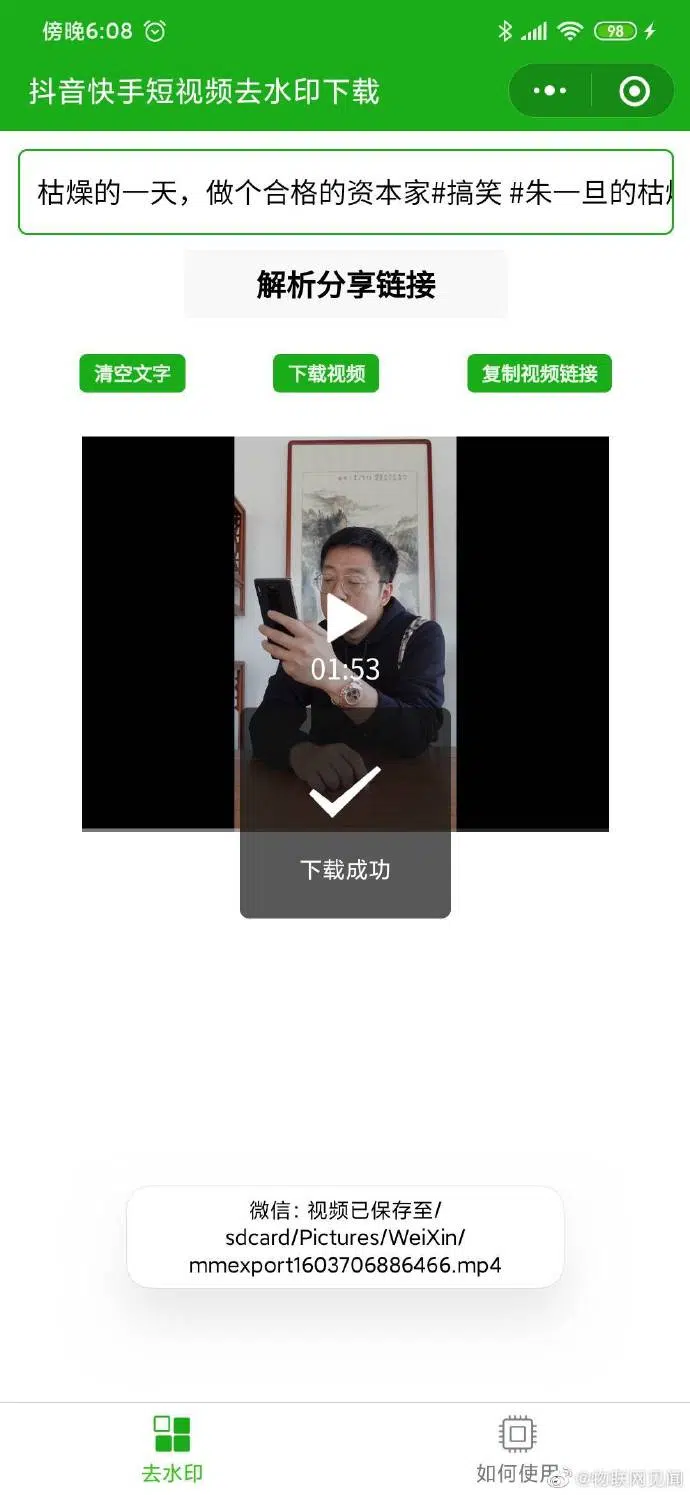 傍晚6:08
98
抖音快手短视频去水印下载
枯燥的一天，做个合格的资本家#搞笑 #朱一旦的枯
解析分享链接
清空文字 下载视频 复制视频链接
01:53
下载成功
微信：视频已保存至/
sdcard/Pictures/WeiXin/
mmexport1603706886466.mp4
去水印 如何使用
@物联网见闻